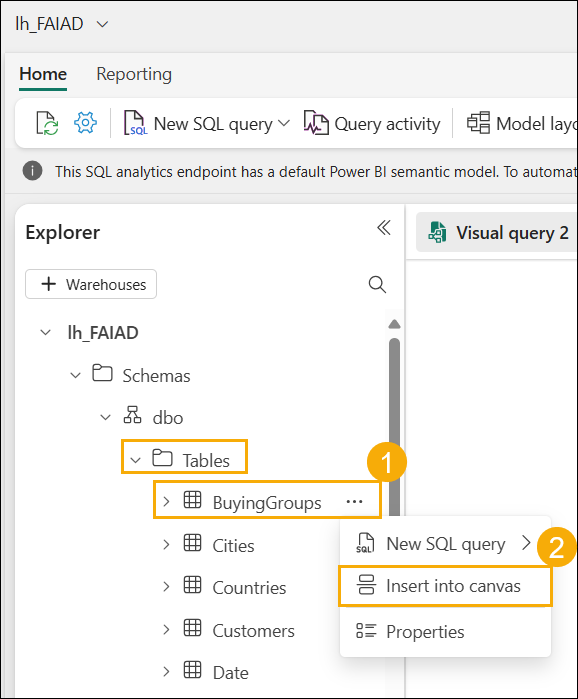 lh_FAIAD
Home Reporting
New SQL query Query activity Model layo
This SQL analytics endpoint has a default Power BI semantic model. To automat
Explorer
Visual query 2
+ Warehouses
lh_FAIAD
Schemas
dbo
Tables
1
BuyingGroups ...
New SQL query
2
Cities
Insert into canvas
Countries
Customers
Properties
Date